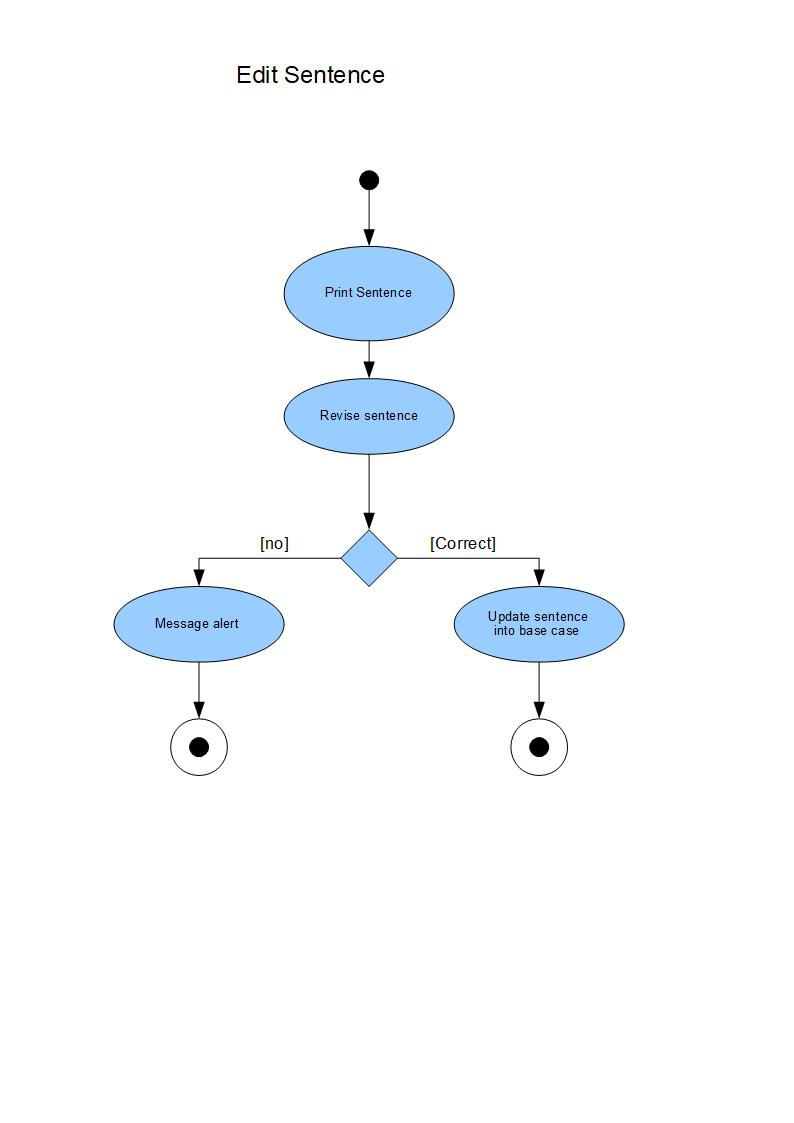 Edit Sentence
Print Sentence
Revise sentence
[no]
[Correct]
Message alert
Update sentence
into base case